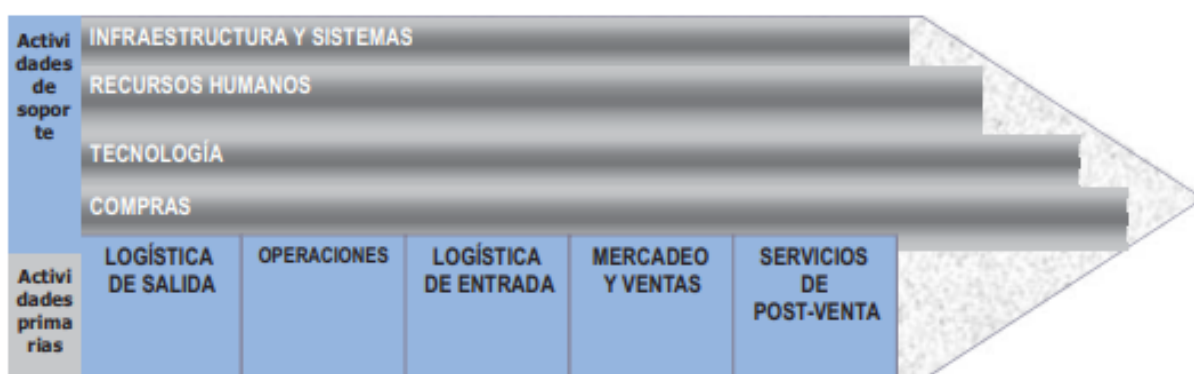 Activi
dades
de
sopor
te
INFRAESTRUCTURA Y SISTEMAS
RECURSOS HUMANOS
TECNOLOGÍA
COMPRAS
Activi
dades
prima
rias
LOGÍSTICA
DE SALIDA
OPERACIONES
LOGÍSTICA
DE ENTRADA
MERCADEO
Y VENTAS
SERVICIOS
DE
POST-VENTA